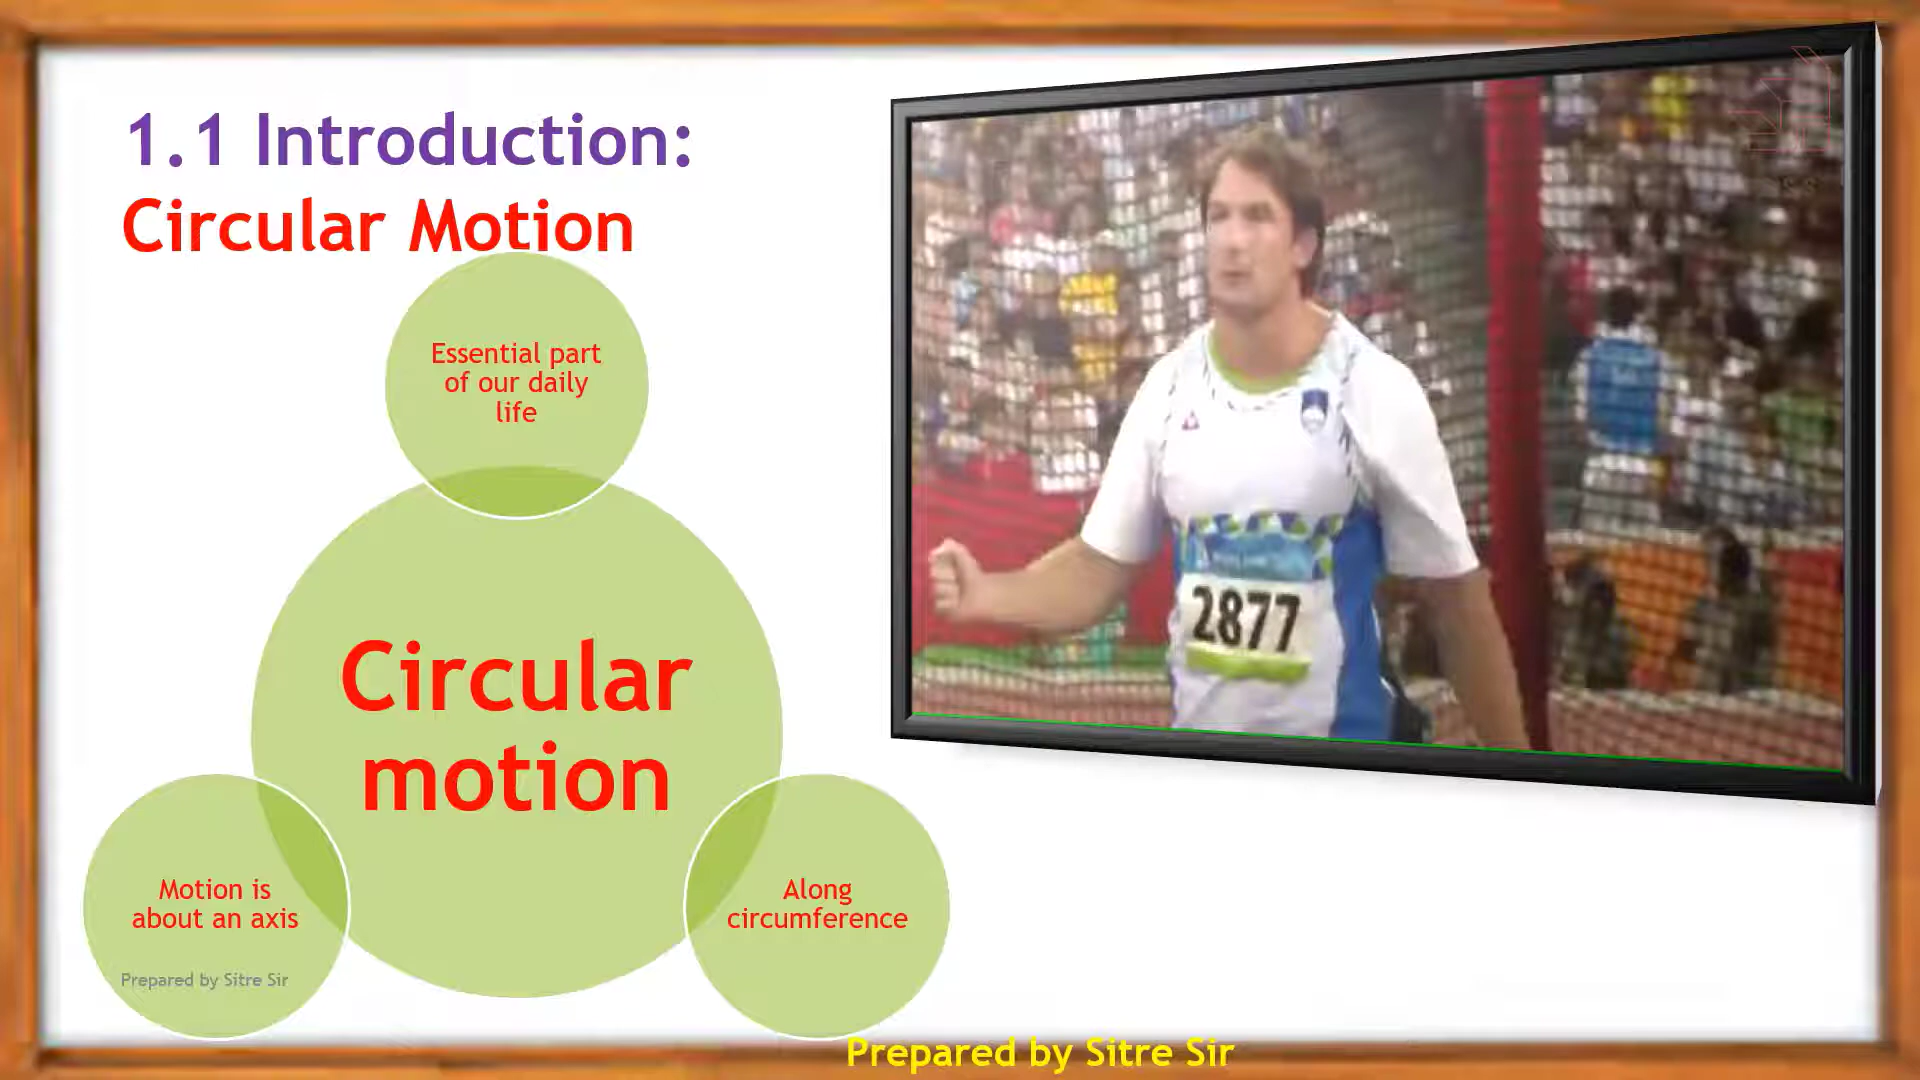 1.1 Introduction:
Circular Motion
Essential part
of our daily
life
Circular
motion
Motion is
about an axis
Along
circumference
2877
Prepared by Sitre Sir
Prepared by Sitre Sir